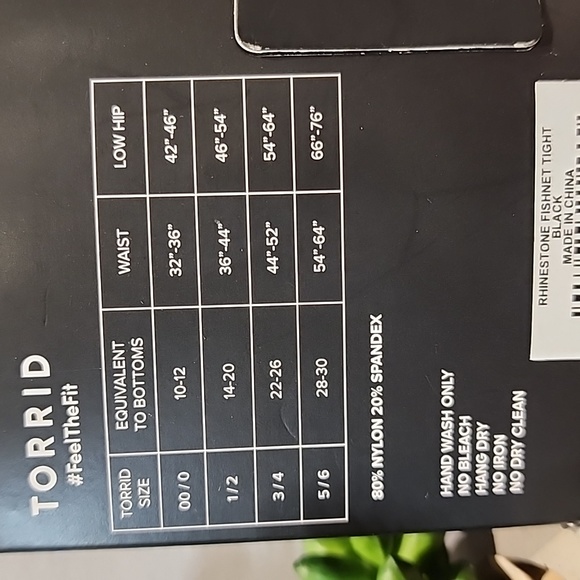 TORRID
#FeelTheFit
TORRID SIZE EQUIVALENT TO BOTTOMS WAIST LOW HIP
00/0 10-12 32"-36" 42"-46"
1/2 14-20 36"-44" 46"-54"
3/4 22-26 44"-52" 54"-64"
5/6 28-30 54"-64" 66"-76"
80% NYLON 20% SPANDEX
HAND WASH ONLY
NO BLEACH
HANG DRY
NO IRON
NO DRY CLEAN
RHINESTONE FISHNET TIGHT
BLACK
MADE IN CHINA